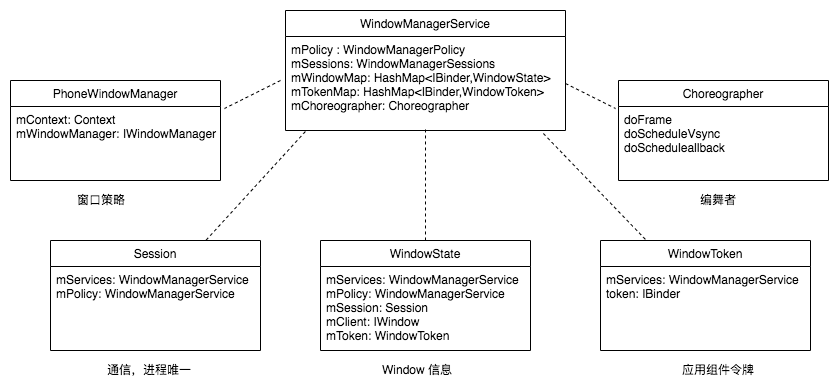 WindowManagerService
mPolicy : WindowManagerPolicy
mSessions: WindowManagerSessions
mWindowMap: HashMap<IBinder,WindowState>
mTokenMap: HashMap<IBinder,WindowToken>
mChoreographer: Choreographer
PhoneWindowManager
mContext: Context
mWindowManager: IWindowManager
窗口策略
Choreographer
doFrame
doScheduleVsync
doScheduleallback
编舞者
Session
mServices: WindowManagerService
mPolicy: WindowManagerService
通信，进程唯一
WindowState
mServices: WindowManagerService
mPolicy: WindowManagerService
mSession: Session
mClient: IWindow
mToken: WindowToken
Window 信息
WindowToken
mServices: WindowManagerService
token: IBinder
应用组件令牌